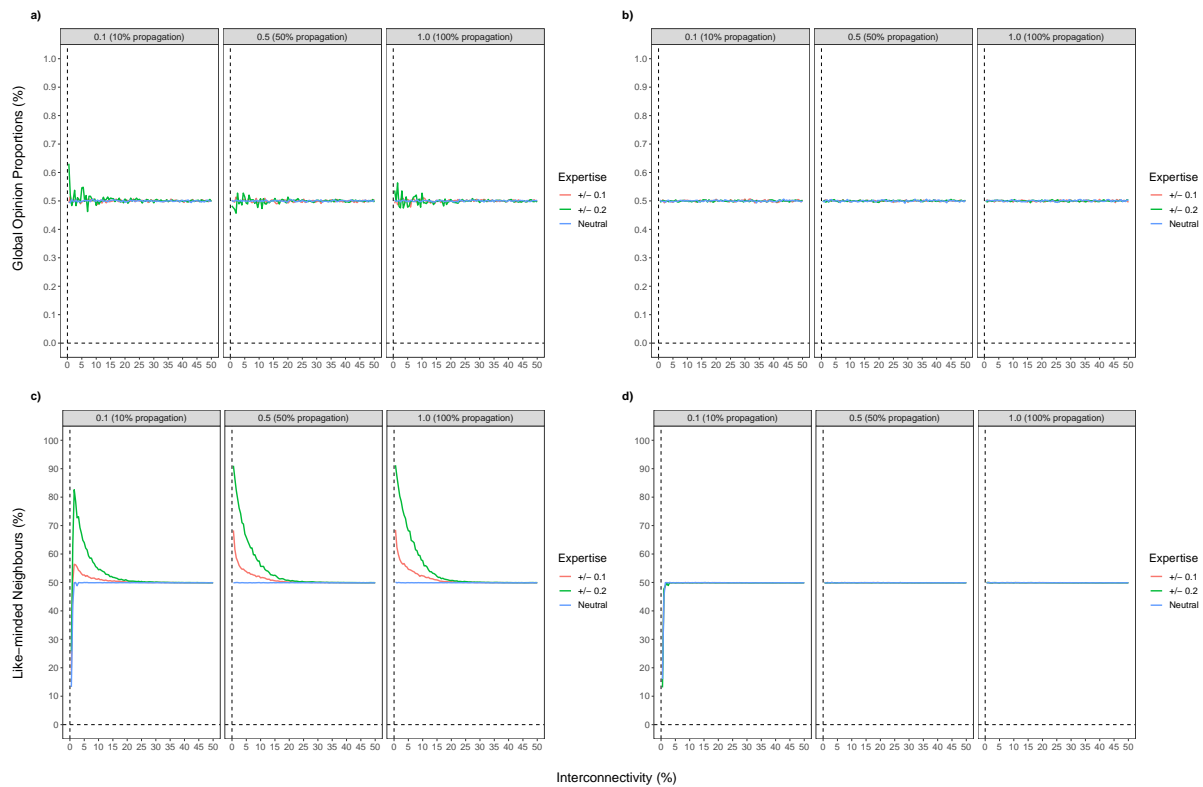 a)
0.1 (10% propagation) 0.5 (50% propagation) 1.0 (100% propagation)
Global Opinion Proportions (%)
1.0
0.9
0.8
0.7
0.6
0.5
0.4
0.3
0.2
0.1
0.0
0 5 10 15 20 25 30 35 40 45 50 0 5 10 15 20 25 30 35 40 45 50 0 5 10 15 20 25 30 35 40 45 50
Expertise
+/− 0.1
+/− 0.2
Neutral
b)
0.1 (10% propagation) 0.5 (50% propagation) 1.0 (100% propagation)
1.0
0.9
0.8
0.7
0.6
0.5
0.4
0.3
0.2
0.1
0.0
0 5 10 15 20 25 30 35 40 45 50 0 5 10 15 20 25 30 35 40 45 50 0 5 10 15 20 25 30 35 40 45 50
Expertise
+/− 0.1
+/− 0.2
Neutral
c)
0.1 (10% propagation) 0.5 (50% propagation) 1.0 (100% propagation)
Like−minded Neighbours (%)
100
90
80
70
60
50
40
30
20
10
0
0 5 10 15 20 25 30 35 40 45 50 0 5 10 15 20 25 30 35 40 45 50 0 5 10 15 20 25 30 35 40 45 50
Expertise
+/− 0.1
+/− 0.2
Neutral
d)
0.1 (10% propagation) 0.5 (50% propagation) 1.0 (100% propagation)
100
90
80
70
60
50
40
30
20
10
0
0 5 10 15 20 25 30 35 40 45 50 0 5 10 15 20 25 30 35 40 45 50 0 5 10 15 20 25 30 35 40 45 50
Expertise
+/− 0.1
+/− 0.2
Neutral
Interconnectivity (%)